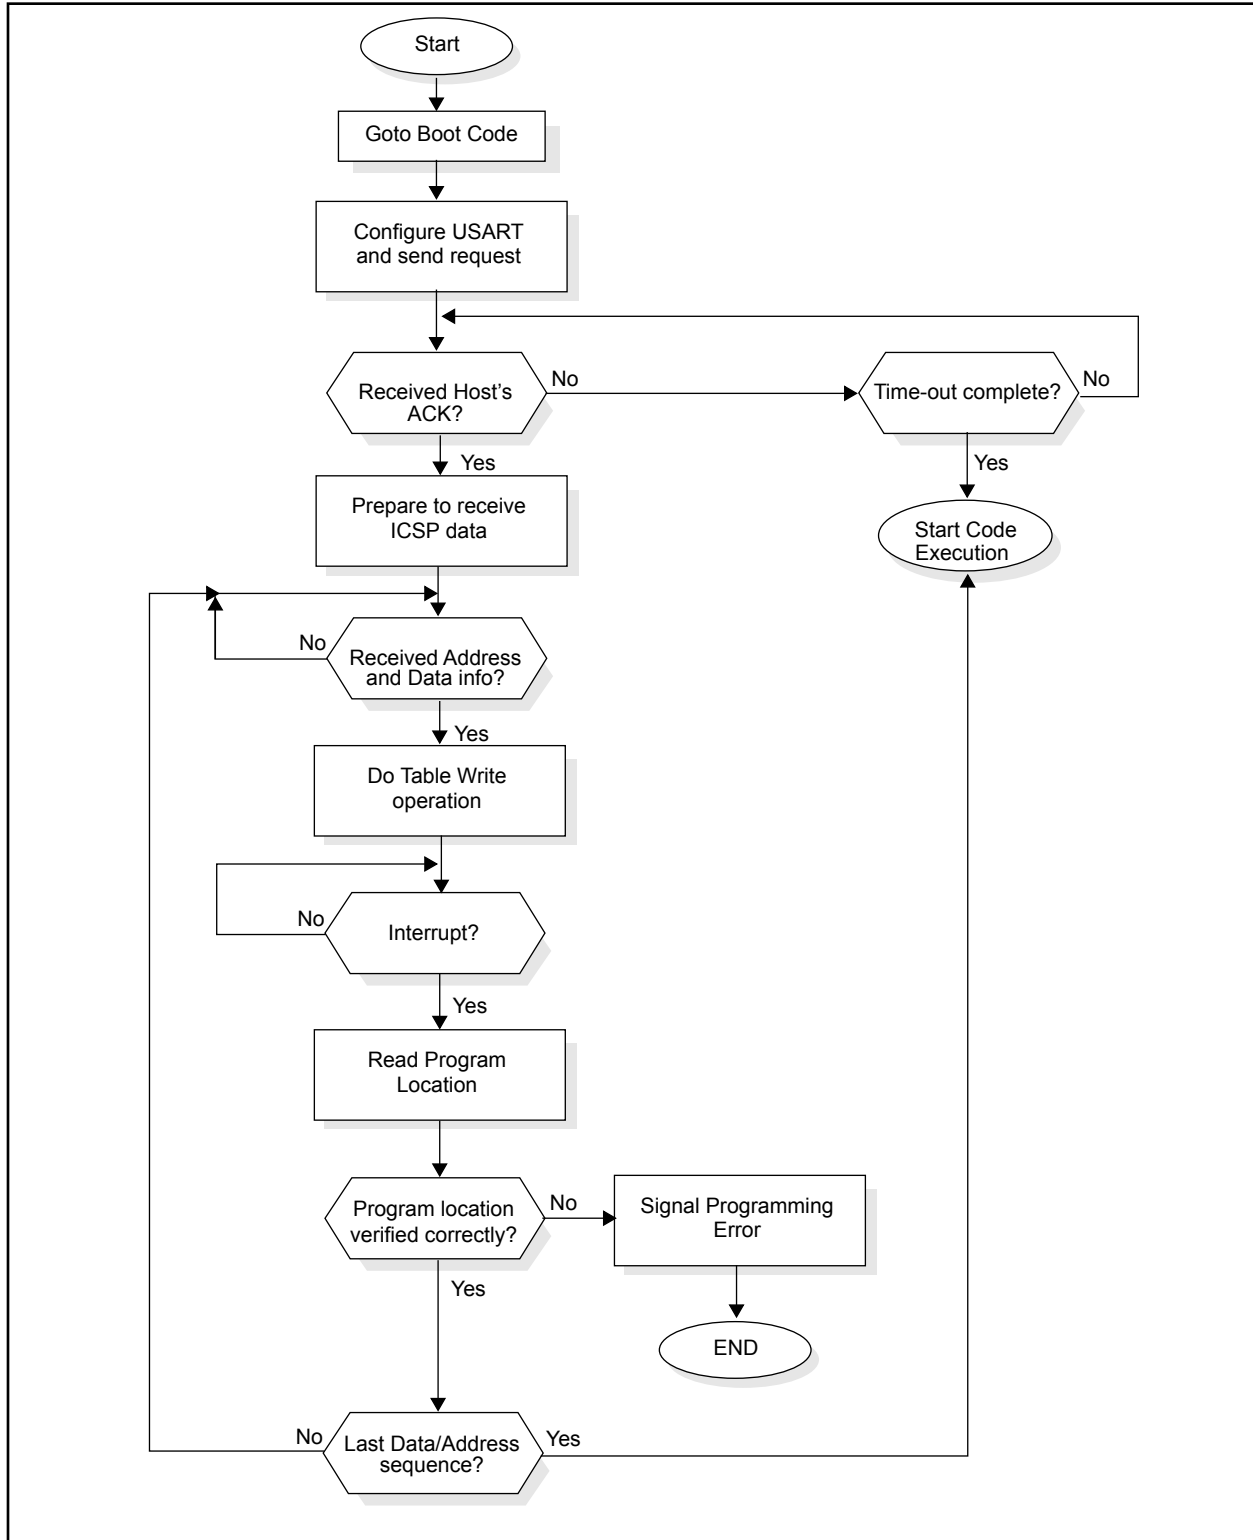 Start
Goto Boot Code
Configure USART
and send request
Received Host's
ACK?
No
Time-out complete?
No
Yes
Yes
Prepare to receive
ICSP data
Start Code
Execution
No
Received Address
and Data info?
Yes
Do Table Write
operation
No
Interrupt?
Yes
Read Program
Location
Program location
verified correctly?
No
Signal Programming
Error
Yes
END
No
Last Data/Address
sequence?
Yes